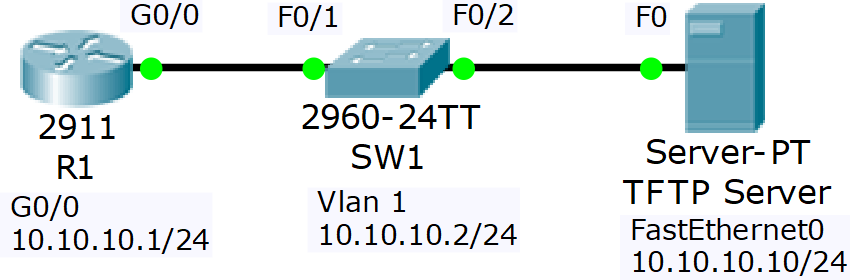 G0/0
F0/1
F0/2
F0
2911
R1
2960-24TT
SW1
Server-PT
TFTP Server
G0/0
10.10.10.1/24
Vlan 1
10.10.10.2/24
FastEthernet0
10.10.10.10/24